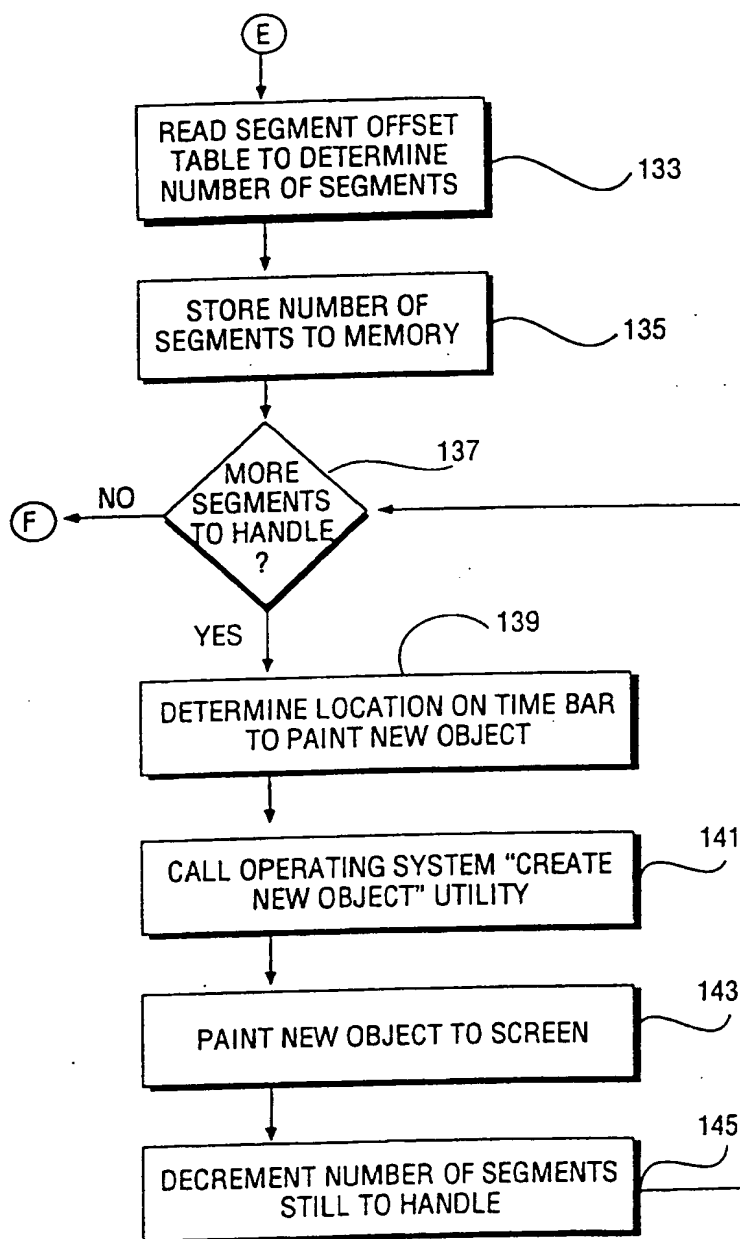 E
READ SEGMENT OFFSET
TABLE TO DETERMINE
NUMBER OF SEGMENTS
133
STORE NUMBER OF
SEGMENTS TO MEMORY
135
137
MORE
SEGMENTS
TO HANDLE
?
NO
F
YES
139
DETERMINE LOCATION ON TIME BAR
TO PAINT NEW OBJECT
141
CALL OPERATING SYSTEM “CREATE
NEW OBJECT” UTILITY
143
PAINT NEW OBJECT TO SCREEN
145
DECREMENT NUMBER OF SEGMENTS
STILL TO HANDLE